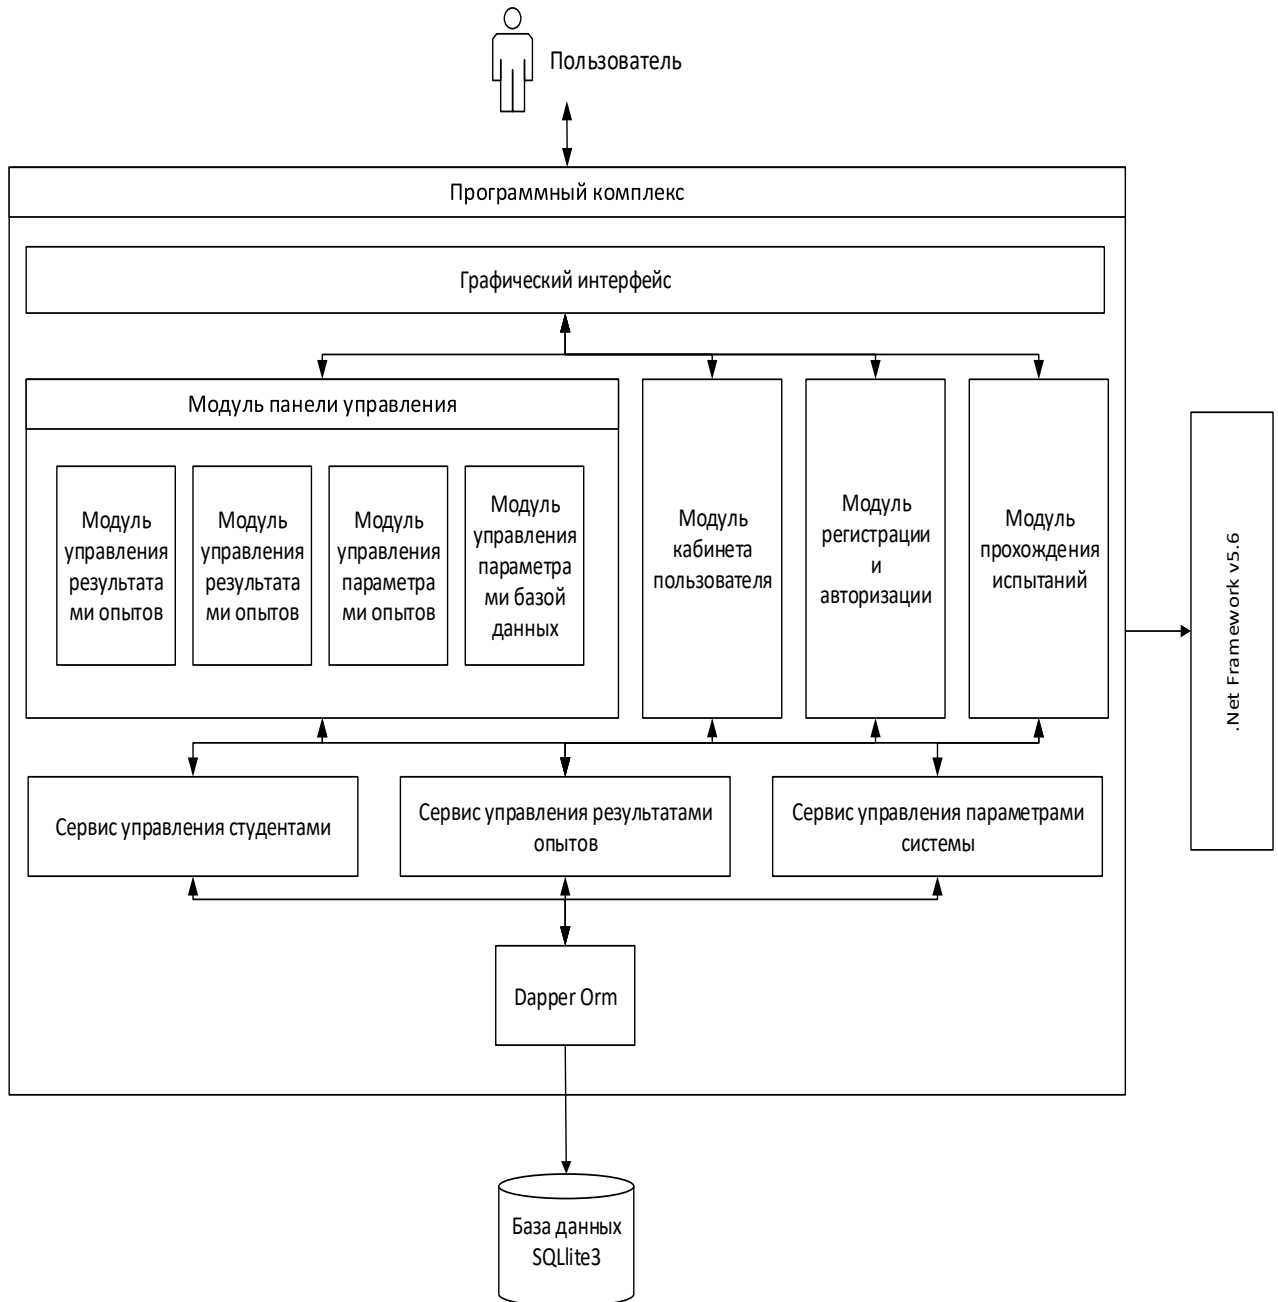 Пользователь
Программный комплекс
Графический интерфейс
Модуль панели управления
Модуль
управления
результата
ми опытов
Модуль
управления
результата
ми опытов
Модуль
управления
параметра
ми опытов
Модуль
управления
параметра
ми базой
данных
Модуль
кабинета
пользователя
Модуль
регистрации
и
авторизации
Модуль
прохождения
испытаний
.Net Framework v5.6
Сервис управления студентами
Сервис управления результатами
опытов
Сервис управления параметрами
системы
Dapper Orm
База данных
SQLlite3